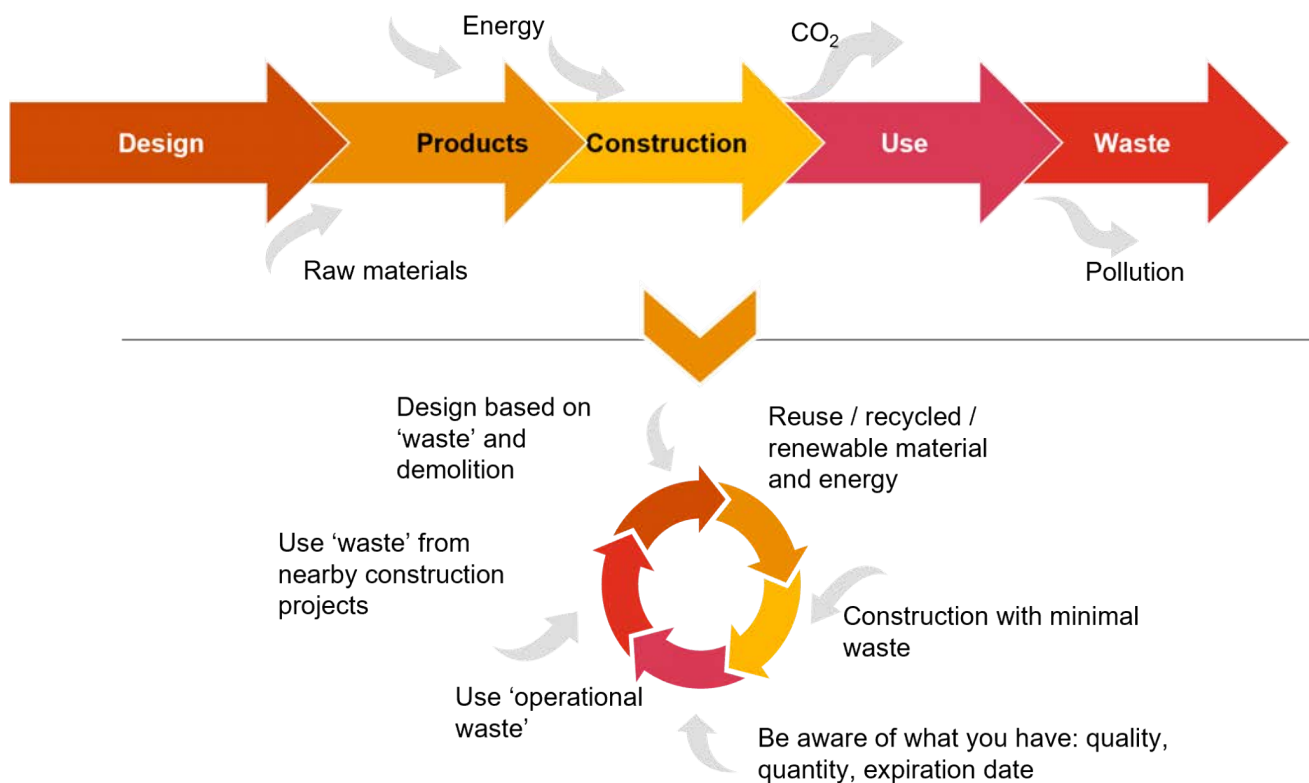 Energy
CO₂
Design
Products
Construction
Use
Waste
Raw materials
Pollution
Design based on
‘waste’ and
demolition
Reuse / recycled /
renewable material
and energy
Use ‘waste’ from
nearby construction
projects
Construction with minimal
waste
Use ‘operational
waste’
Be aware of what you have: quality,
quantity, expiration date